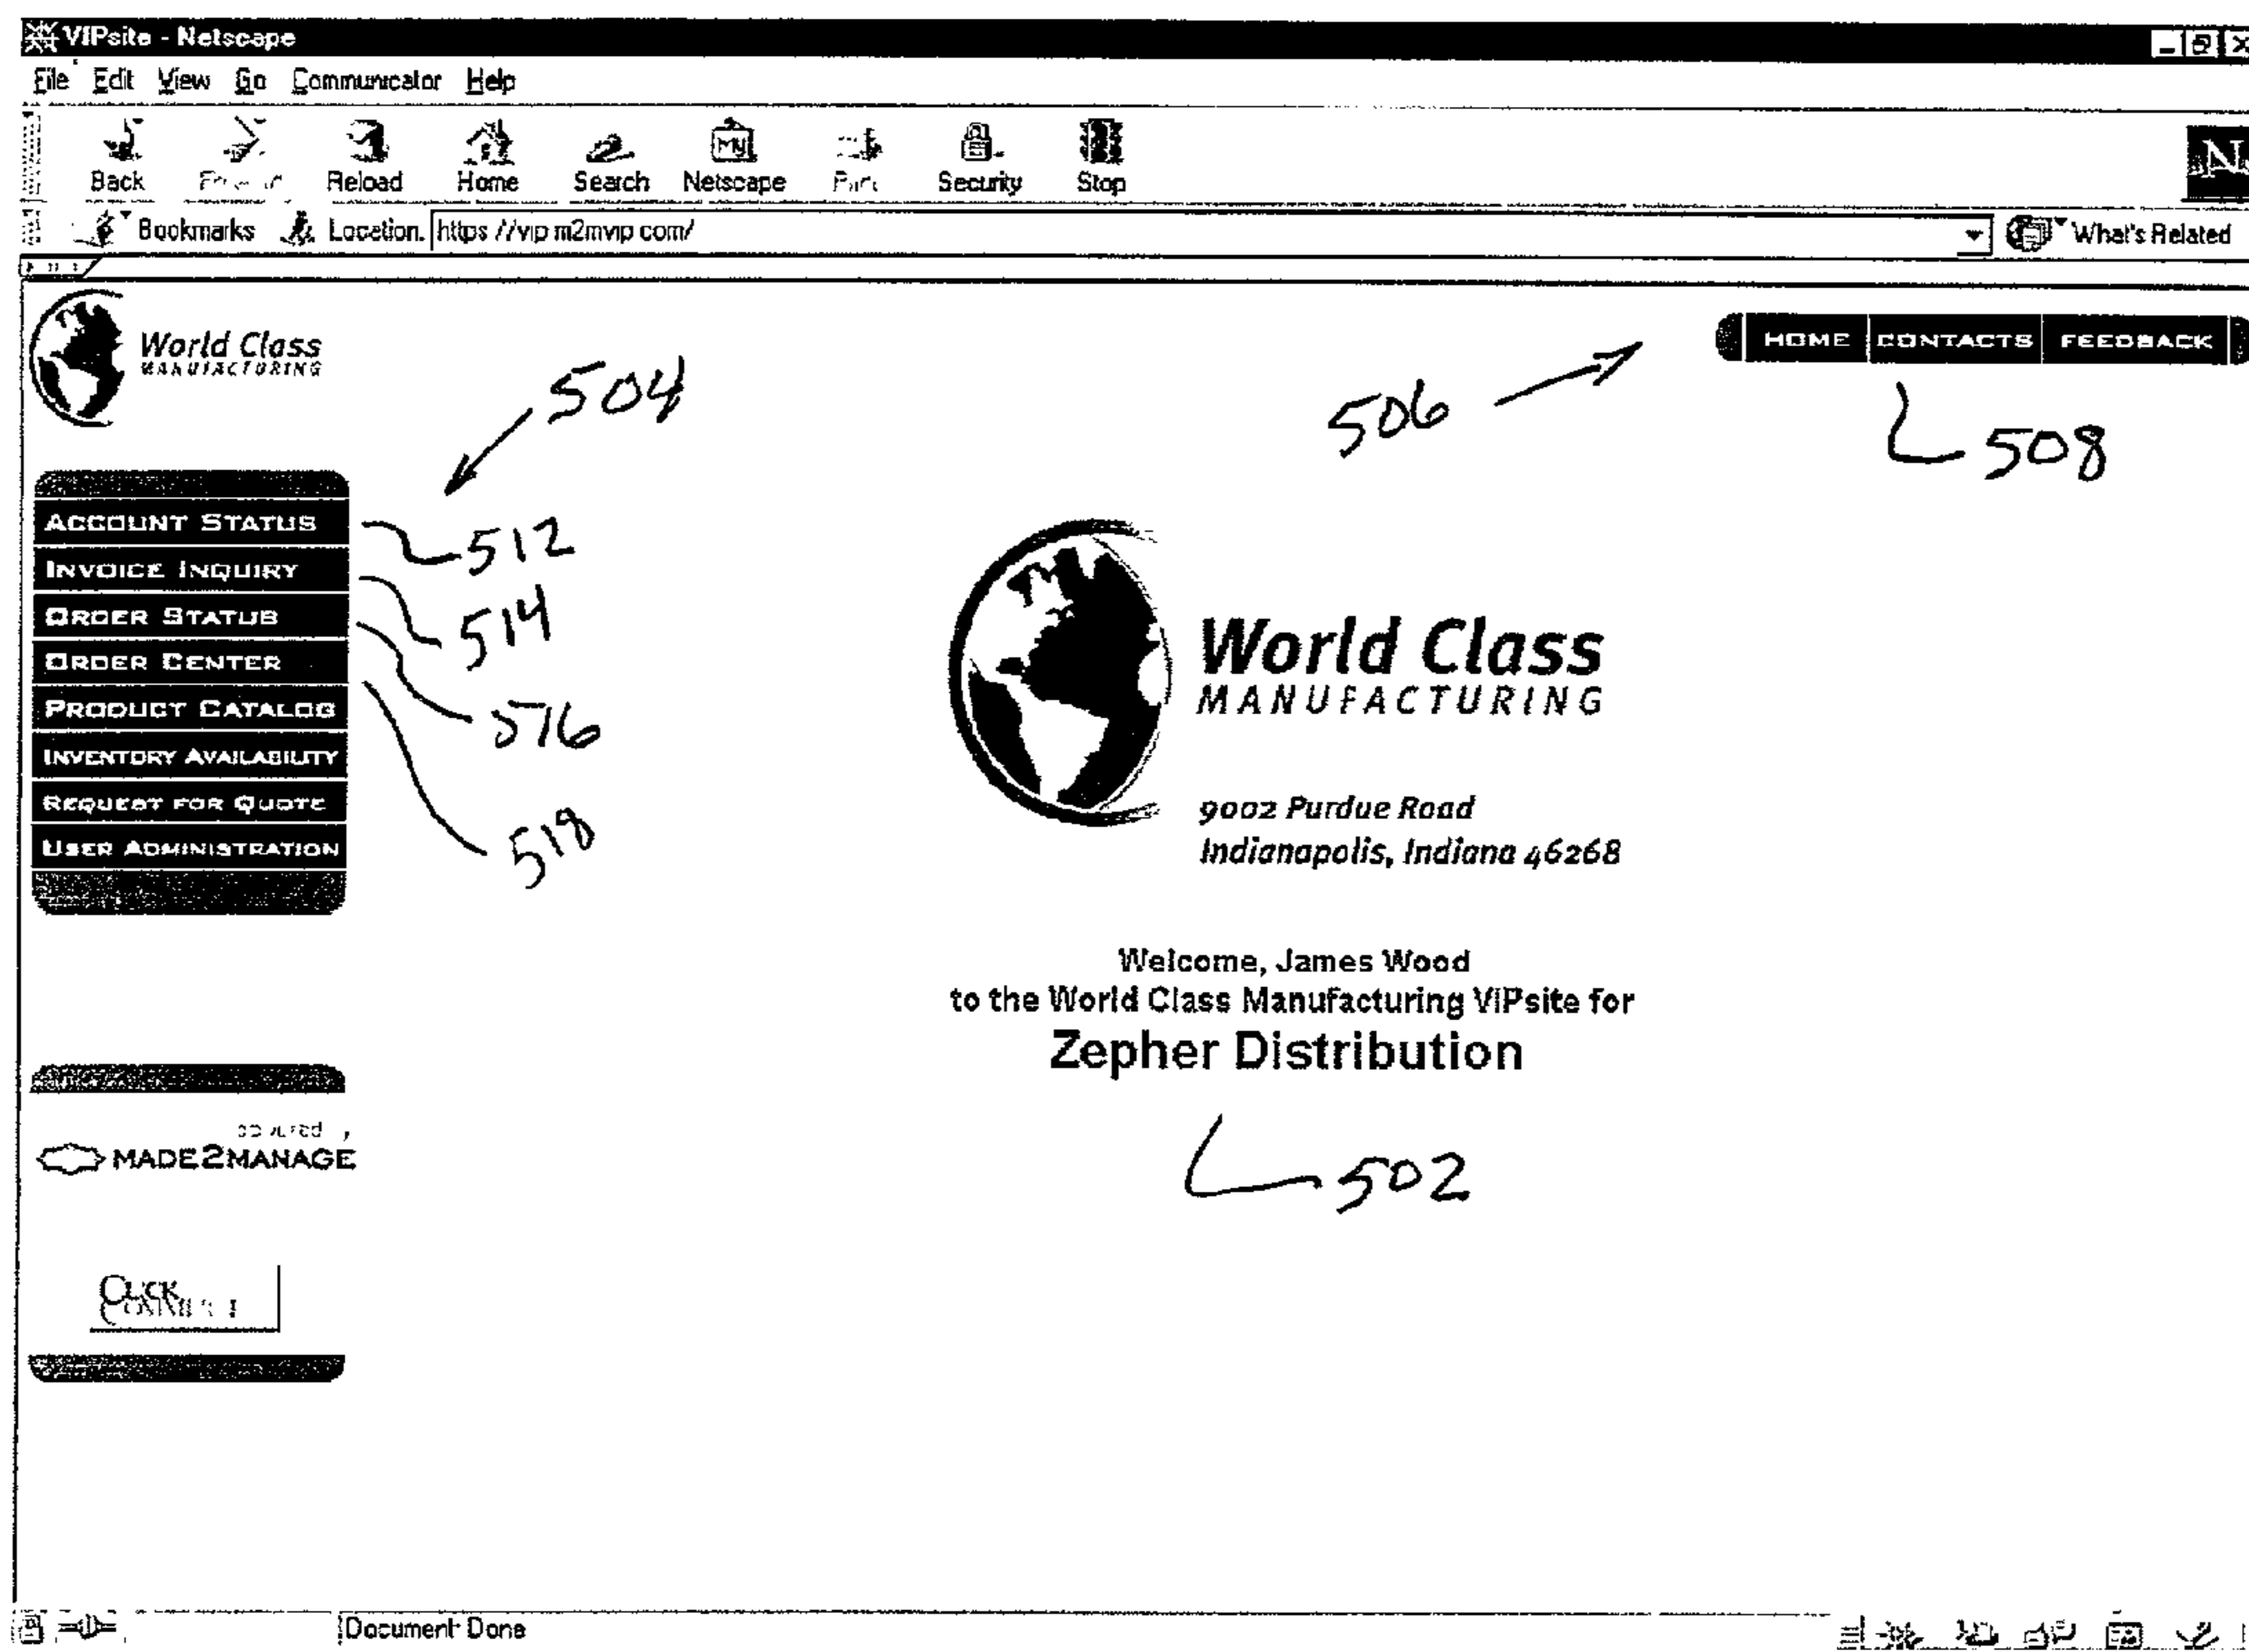 VIPsite - Netscape
File Edit View Go Communicator Help
Back Reload Home Search Netscape Security Stop
N
Bookmarks Location. https //vip m2mvip com/ What's Related
World Class
MANUFACTURING
HOME CONTACTS FEEDBACK
504
506
508
ACCOUNT STATUS
512
INVOICE INQUIRY
514
ORDER STATUS
ORDER CENTER
516
PRODUCT CATALOG
INVENTORY AVAILABILITY
REQUEST FOR QUOTE
518
USER ADMINISTRATION
World Class
MANUFACTURING
9002 Purdue Road
Indianapolis, Indiana 46268
Welcome, James Wood
to the World Class Manufacturing VIPsite for
Zepher Distribution
502
MADE2MANAGE
CLICK
Document Done